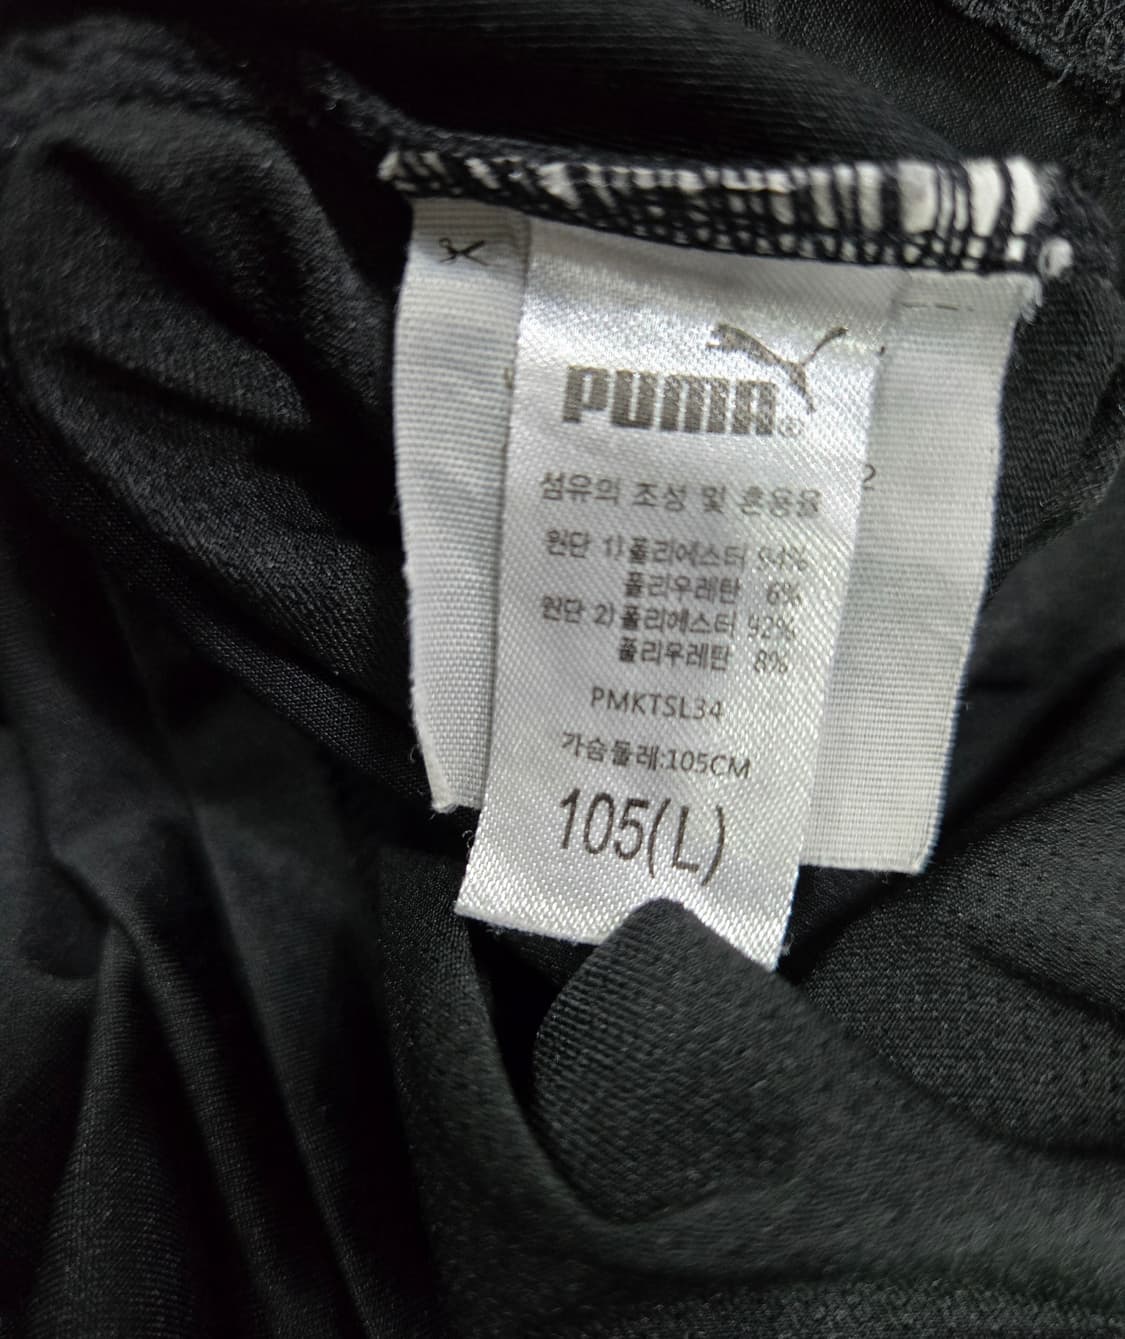 PUMA®
섬유의 조성 및 혼용율
원단 1) 폴리에스터 94%
폴리우레탄 6%
원단 2) 폴리에스터 92%
폴리우레탄 8%
PMKTSL34
가슴둘레:105CM
105(L)
2